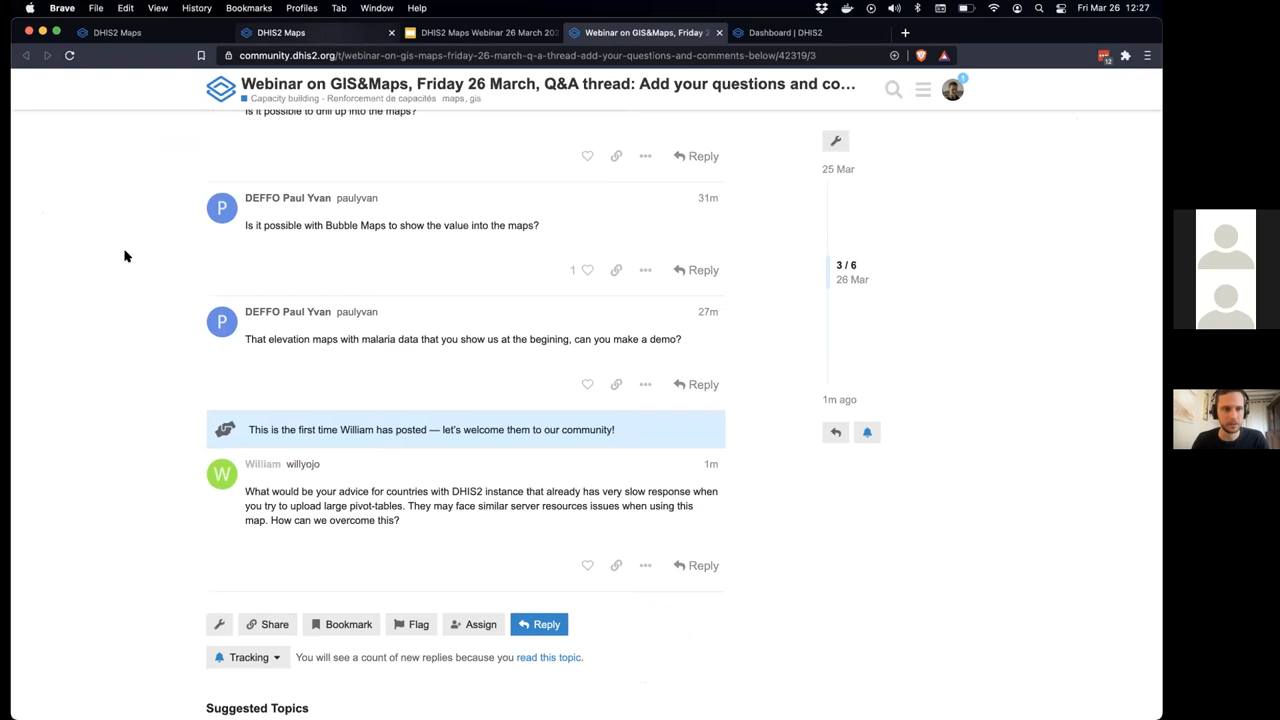 Brave File Edit View History Bookmarks Profiles Tab Window Help Fri Mar 26 12:27
DHIS2 Maps
DHIS2 Maps
DHIS2 Maps Webinar 26 March 202
Webinar on GIS&Maps, Friday 2
Dashboard | DHIS2
community.dhis2.org/t/webinar-on-gis-maps-friday-26-march-q-a-thread-add-your-questions-and-comments-below/42319/3
12
Webinar on GIS&Maps, Friday 26 March, Q&A thread: Add your questions and co…
1
Capacity building - Renforcement de capacités maps, gis
Is it possible to drill up into the maps?
Reply
25 Mar
DEFFO Paul Yvan paulyvan 31m
Is it possible with Bubble Maps to show the value into the maps?
1 Reply
3 / 6
26 Mar
DEFFO Paul Yvan paulyvan 27m
That elevation maps with malaria data that you show us at the begining, can you make a demo?
Reply
1m ago
This is the first time William has posted — let's welcome them to our community!
William willyojo 1m
W
P
P
What would be your advice for countries with DHIS2 instance that already has very slow response when
you try to upload large pivot-tables. They may face similar server resources issues when using this
map. How can we overcome this?
Reply
Share Bookmark Flag Assign Reply
Tracking You will see a count of new replies because you read this topic.
Suggested Topics